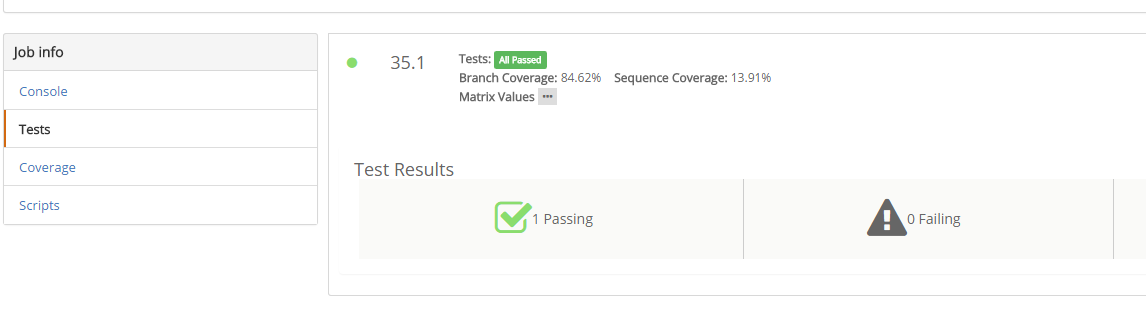 Job info
Console
Tests
Coverage
Scripts
35.1
Tests: All Passed
Branch Coverage: 84.62% Sequence Coverage: 13.91%
Matrix Values •••
Test Results
1 Passing
0 Failing